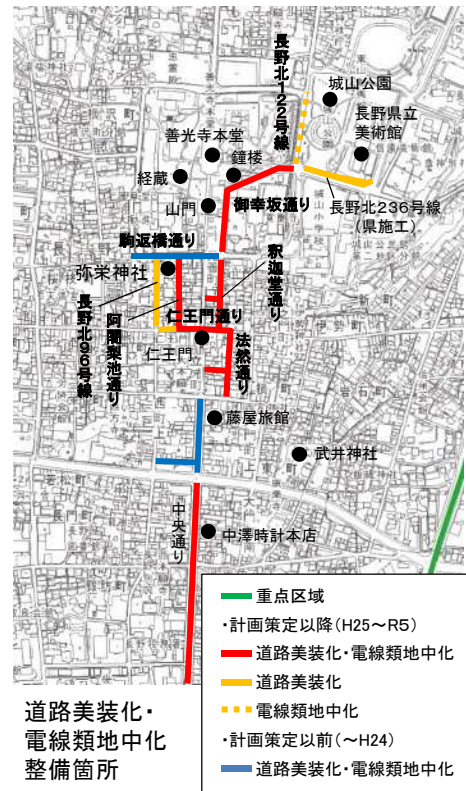 長野北122号線
城山公園
長野県立
美術館
善光寺本堂
鐘楼
経蔵
山門
御幸坂通り
長野北236号線
(県施工)
城山小学校
駒返橋通り
釈迦堂通り
弥栄神社
長野北96号線
阿闍梨池通り
仁王門通り
仁王門
法然通り
藤屋旅館
武井神社
中央通り
中澤時計本店
重点区域
・計画策定以降(H25~R5)
道路美装化・電線類地中化
道路美装化
電線類地中化
・計画策定以前(~H24)
道路美装化・電線類地中化
道路美装化・
電線類地中化
整備箇所